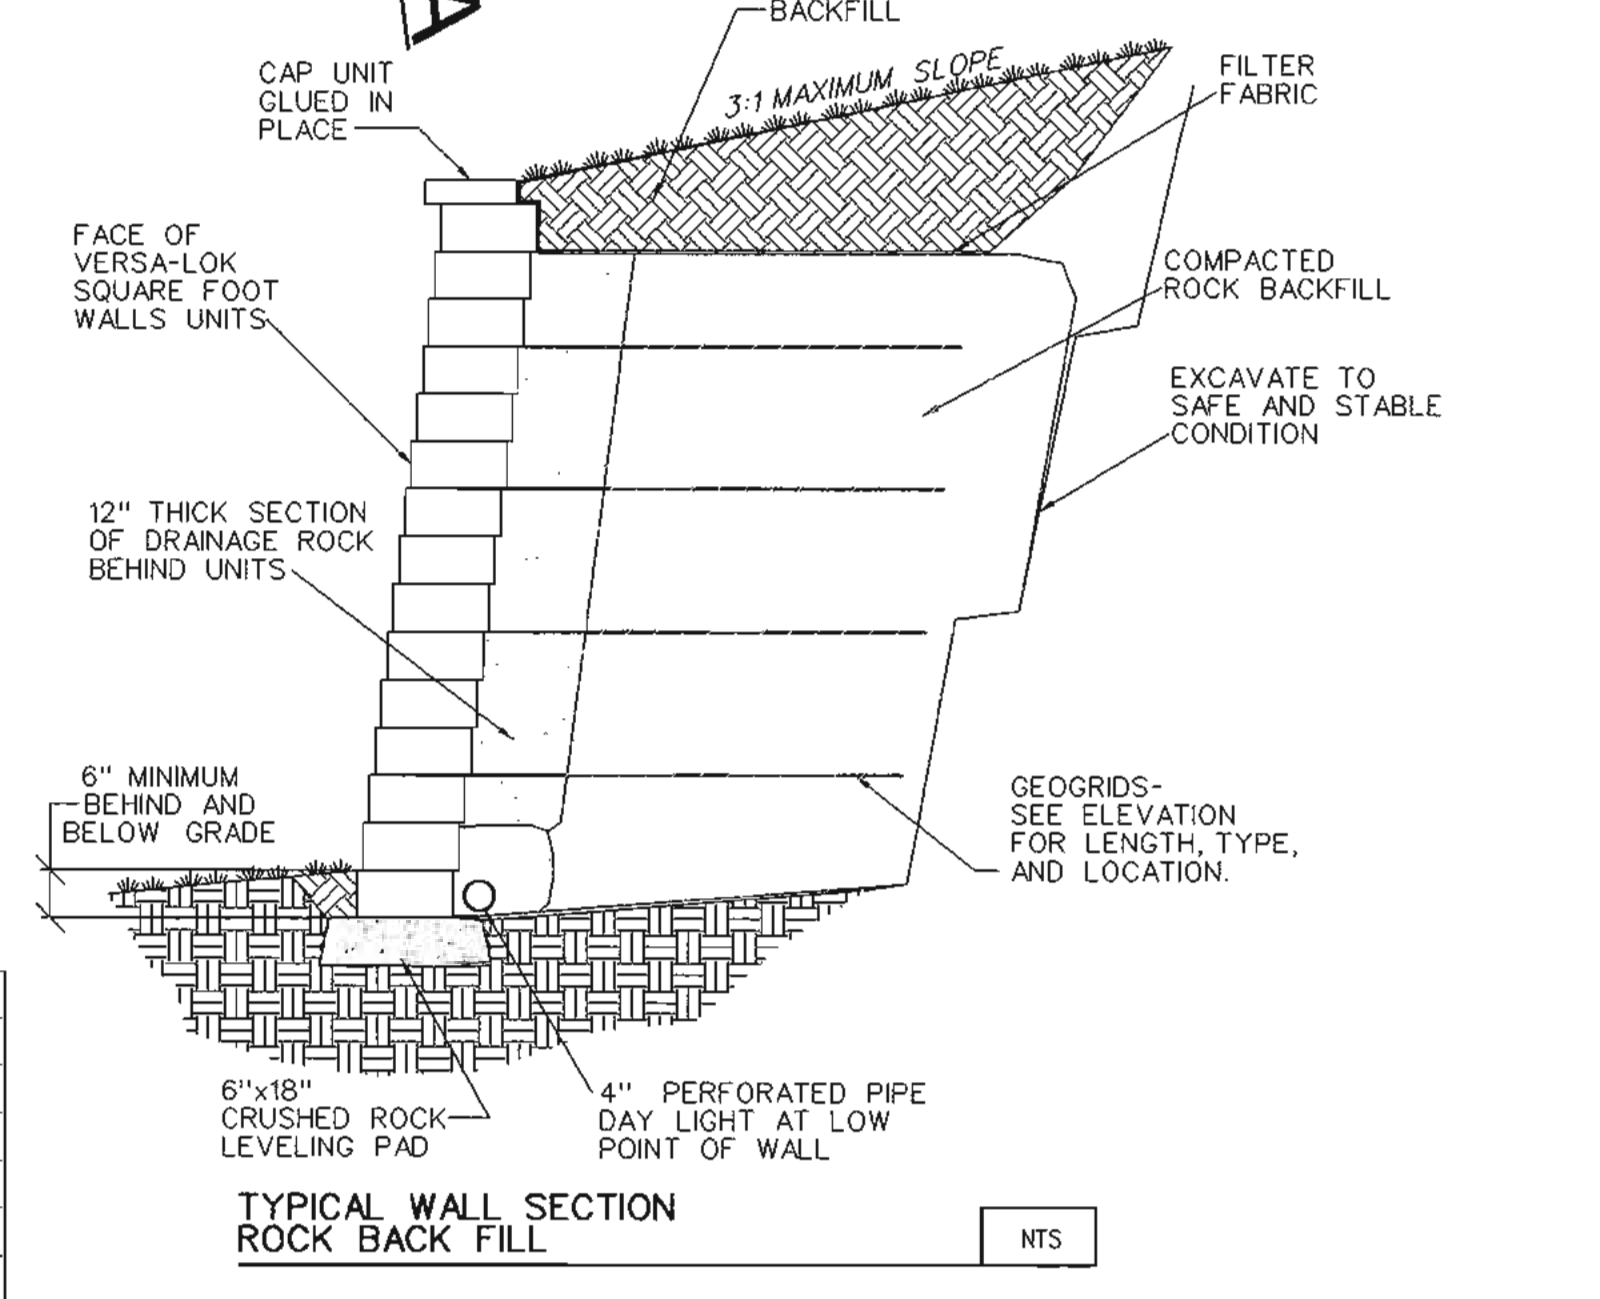 BACKFILL
CAP UNIT
GLUED IN
PLACE
3:1 MAXIMUM SLOPE
FILTER
FABRIC
FACE OF
VERSA-LOK
SQUARE FOOT
WALLS UNITS
COMPACTED
ROCK BACKFILL
EXCAVATE TO
SAFE AND STABLE
CONDITION
12" THICK SECTION
OF DRAINAGE ROCK
BEHIND UNITS
6" MINIMUM
BEHIND AND
BELOW GRADE
GEOGRIDS-
SEE ELEVATION
FOR LENGTH, TYPE,
AND LOCATION.
6"x18"
CRUSHED ROCK
LEVELING PAD
4" PERFORATED PIPE
DAY LIGHT AT LOW
POINT OF WALL
TYPICAL WALL SECTION
ROCK BACK FILL
NTS